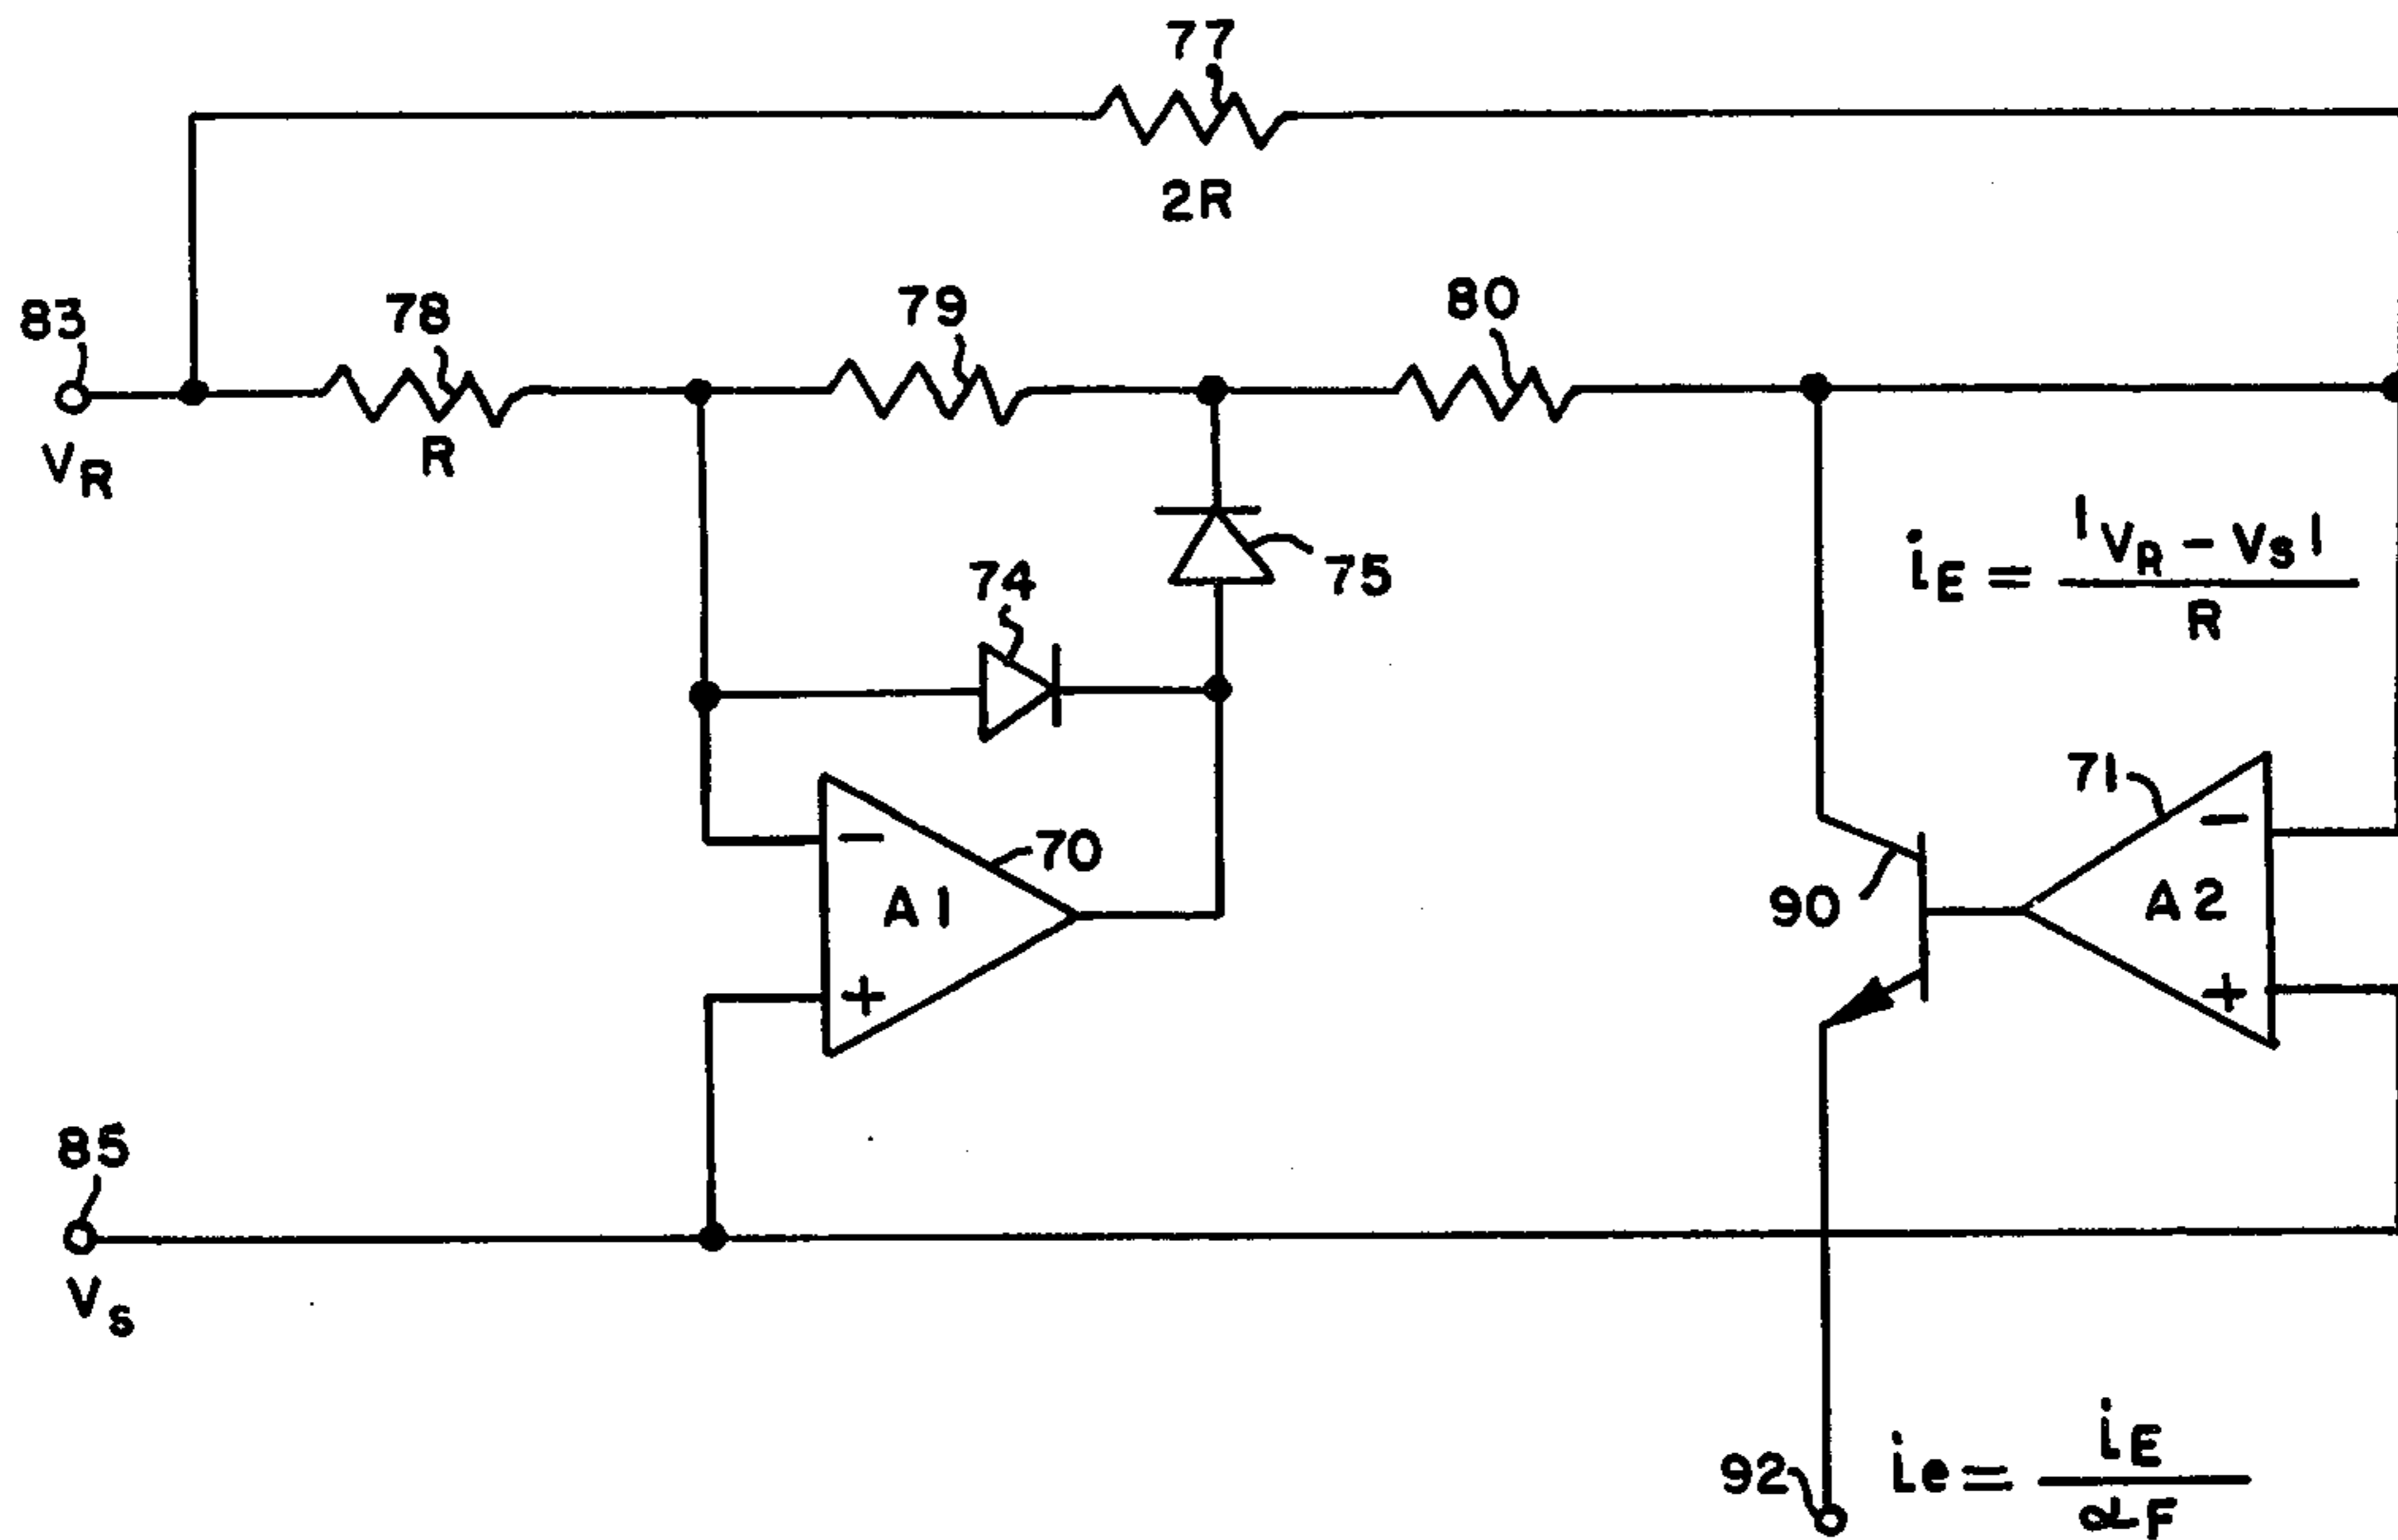 77
2R
83
78
79
80
VR
R
iE = |VR - VS| / R
74
75
71
-
70
-
A1
90
A2
+
+
85
VS
92
ie = iE / αF